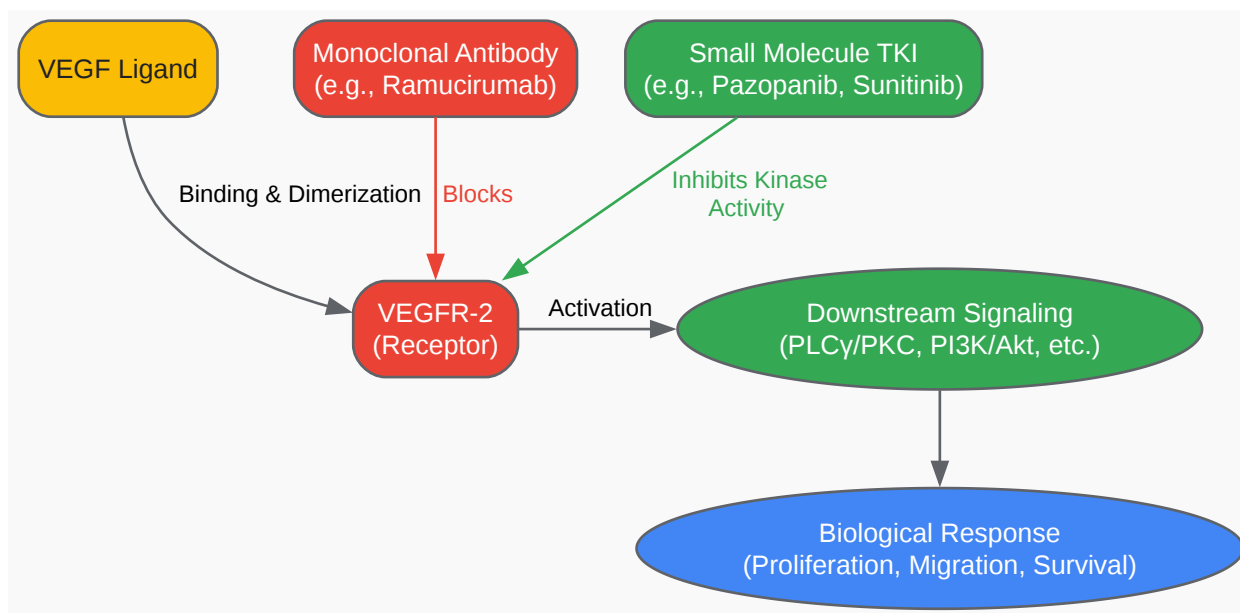 VEGF Ligand
Monoclonal Antibody
(e.g., Ramucirumab)
Small Molecule TKI
(e.g., Pazopanib, Sunitinib)
Binding & Dimerization
Blocks
Inhibits Kinase
Activity
VEGFR-2
(Receptor)
Activation
Downstream Signaling
(PLCγ/PKC, PI3K/Akt, etc.)
Biological Response
(Proliferation, Migration, Survival)